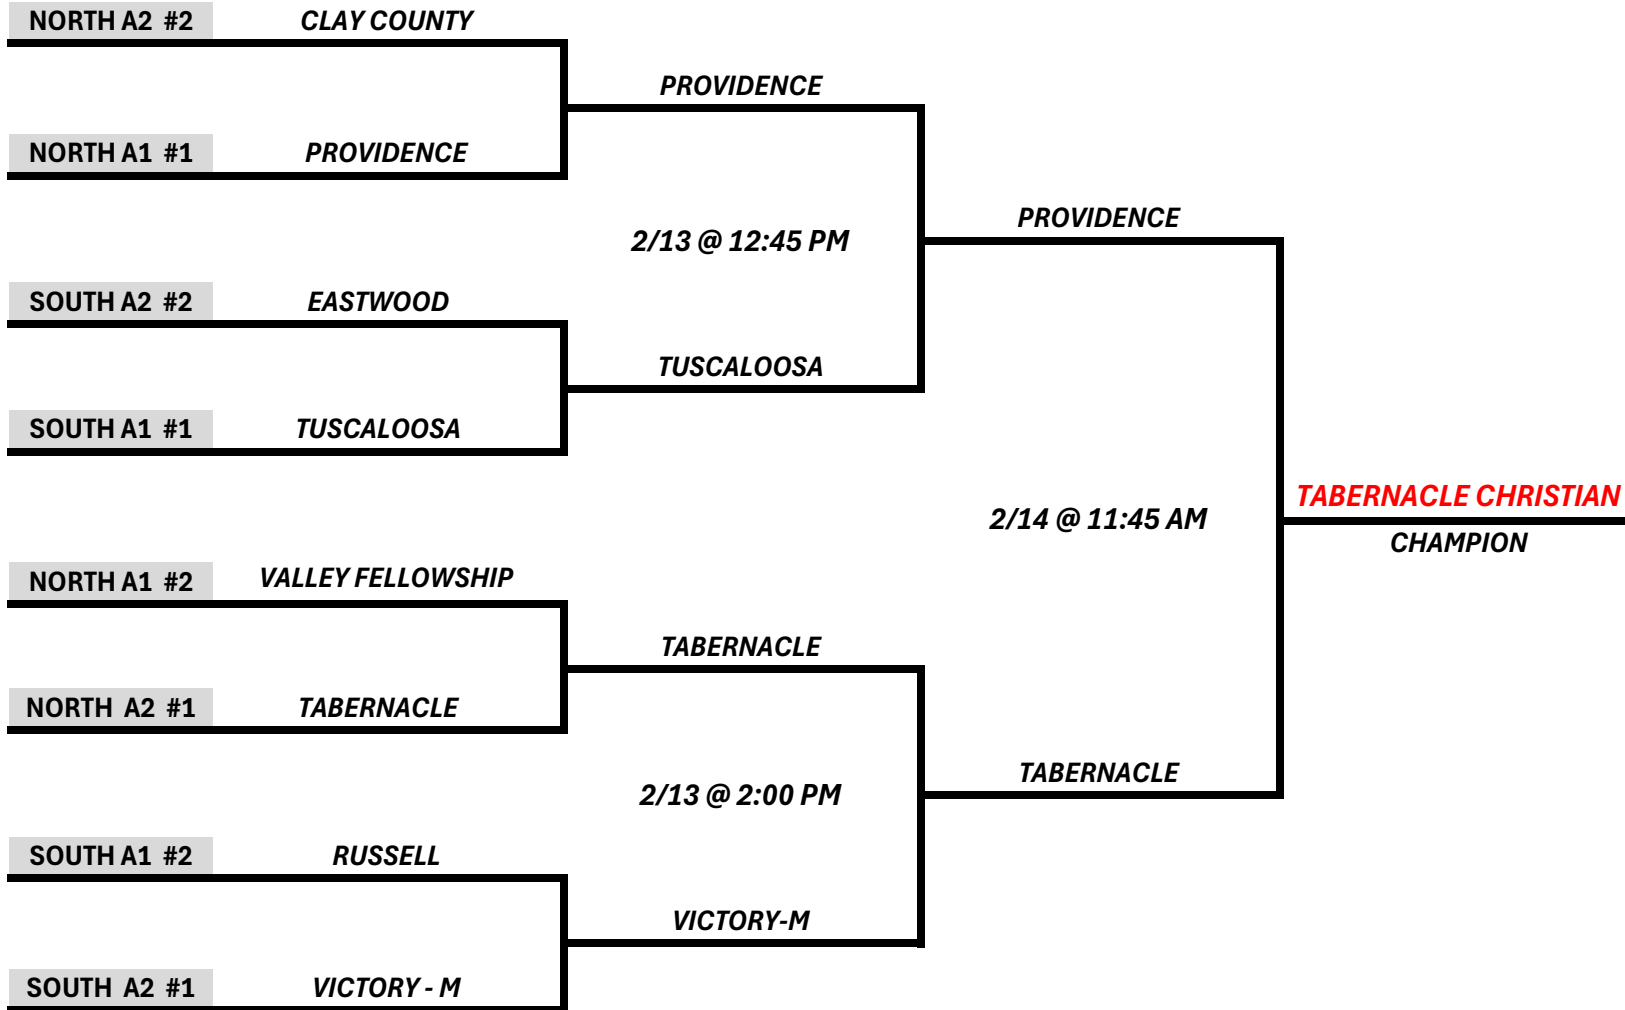 NORTH A2 #2 CLAY COUNTY
PROVIDENCE
NORTH A1 #1 PROVIDENCE
PROVIDENCE
2/13 @ 12:45 PM
SOUTH A2 #2 EASTWOOD
TUSCALOOSA
SOUTH A1 #1 TUSCALOOSA
TABERNACLE CHRISTIAN
2/14 @ 11:45 AM
CHAMPION
NORTH A1 #2 VALLEY FELLOWSHIP
TABERNACLE
NORTH A2 #1 TABERNACLE
TABERNACLE
2/13 @ 2:00 PM
SOUTH A1 #2 RUSSELL
VICTORY-M
SOUTH A2 #1 VICTORY - M